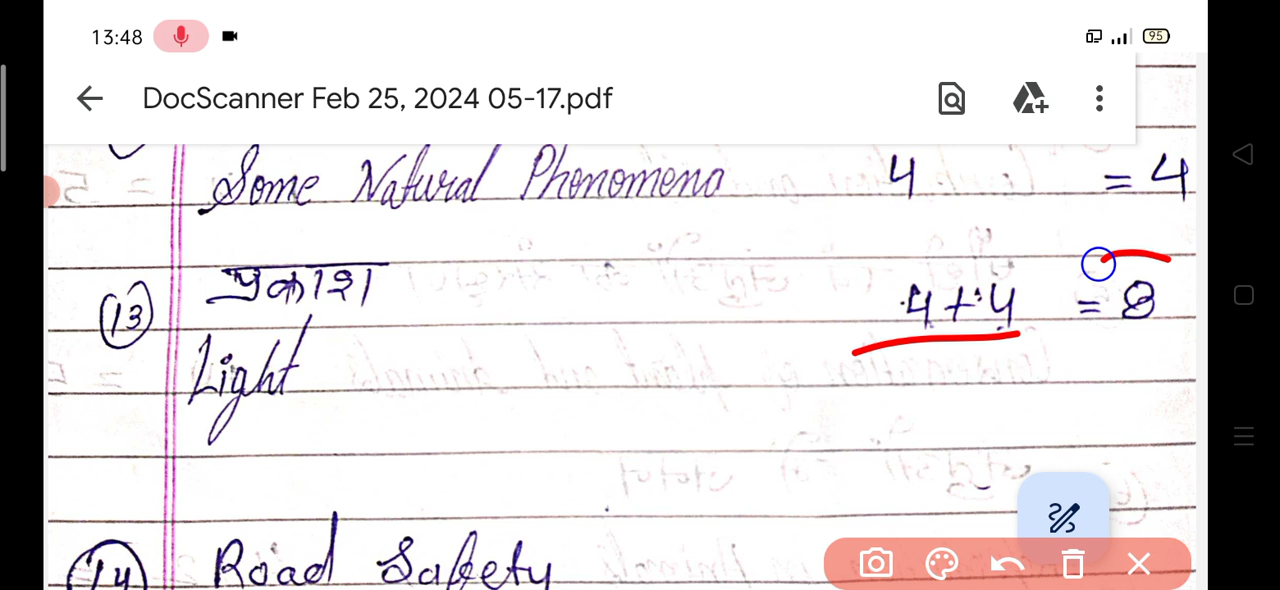 13:48 95
DocScanner Feb 25, 2024 05-17.pdf
Some Natural Phenomena 4 = 4
(13) प्रकाश 4+4 = 8
Light
(14) Road Safety